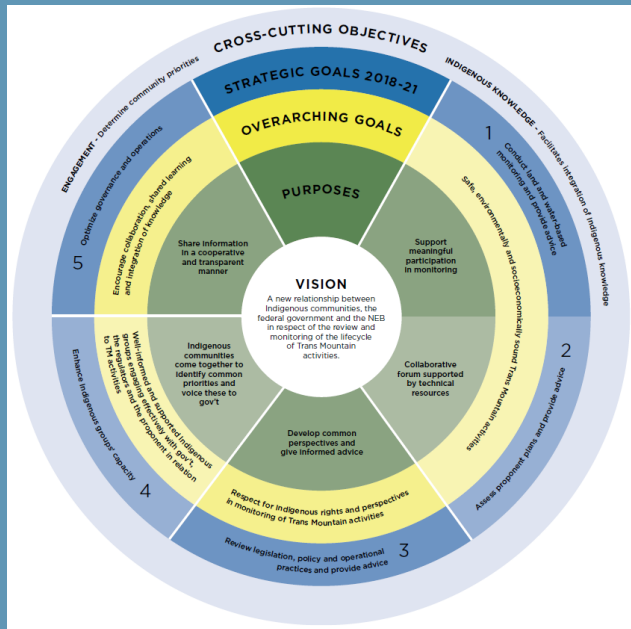 CROSS-CUTTING OBJECTIVES
STRATEGIC GOALS 2018-21
OVERARCHING GOALS
PURPOSES
VISION
A new relationship between
Indigenous communities, the
federal government and the NEB
in respect of the review and
monitoring of the lifecycle
of Trans Mountain
activities.
INDIGENOUS KNOWLEDGE - Facilitates integration of Indigenous knowledge
1
Conduct land and water-based
monitoring and provide advice
Safe, environmentally and socioeconomically sound Trans Mountain activities
Support
meaningful
participation
in monitoring
2
Assess proponent plans and provide advice
Collaborative
forum supported
by technical
resources
Develop common
perspectives and
give informed advice
Respect for Indigenous rights and perspectives
in monitoring of Trans Mountain activities
3
Review legislation, policy and operational
practices and provide advice
4
Enhance Indigenous groups' capacity
Well-informed and supported Indigenous
groups engaging effectively with gov't,
the regulators and the proponent in relation
to TM activities
Indigenous
communities
come together to
identify common
priorities and
voice these to
gov't
5
Optimize governance and operations
Encourage collaboration, shared learning
and integration of knowledge
Share information
in a cooperative
and transparent
manner
ENGAGEMENT - Determine community priorities